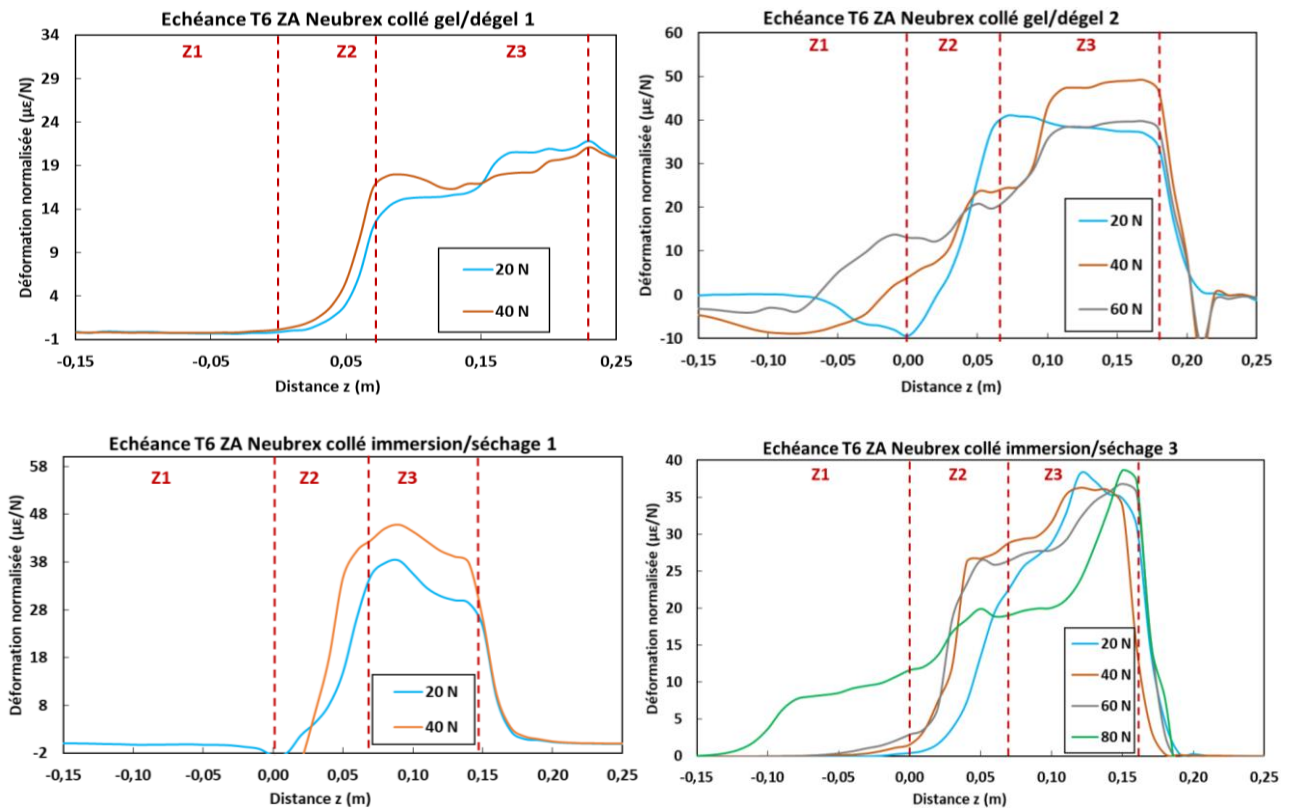 Echéance T6 ZA Neubrex collé gel/dégel 1
Déformation normalisée (µε/N)
34
29
24
19
14
9
4
-1
Z1
Z2
Z3
20 N
40 N
-0,15
-0,05
0,05
0,15
0,25
Distance z (m)
Echéance T6 ZA Neubrex collé gel/dégel 2
Déformation normalisée (µε/N)
60
50
40
30
20
10
0
-10
Z1
Z2
Z3
20 N
40 N
60 N
-0,15
-0,10
-0,05
0,00
0,05
0,10
0,15
0,20
0,25
Distance z (m)
Echéance T6 ZA Neubrex collé immersion/séchage 1
Déformation normalisée (µε/N)
58
48
38
28
18
8
-2
Z1
Z2
Z3
20 N
40 N
-0,15
-0,10
-0,05
0,00
0,05
0,10
0,15
0,20
0,25
Distance z (m)
Echéance T6 ZA Neubrex collé immersion/séchage 3
Déformation normalisée (µε/N)
40
35
30
25
20
15
10
5
0
Z1
Z2
Z3
20 N
40 N
60 N
80 N
-0,15
-0,10
-0,05
0,00
0,05
0,10
0,15
0,20
0,25
Distance z (m)